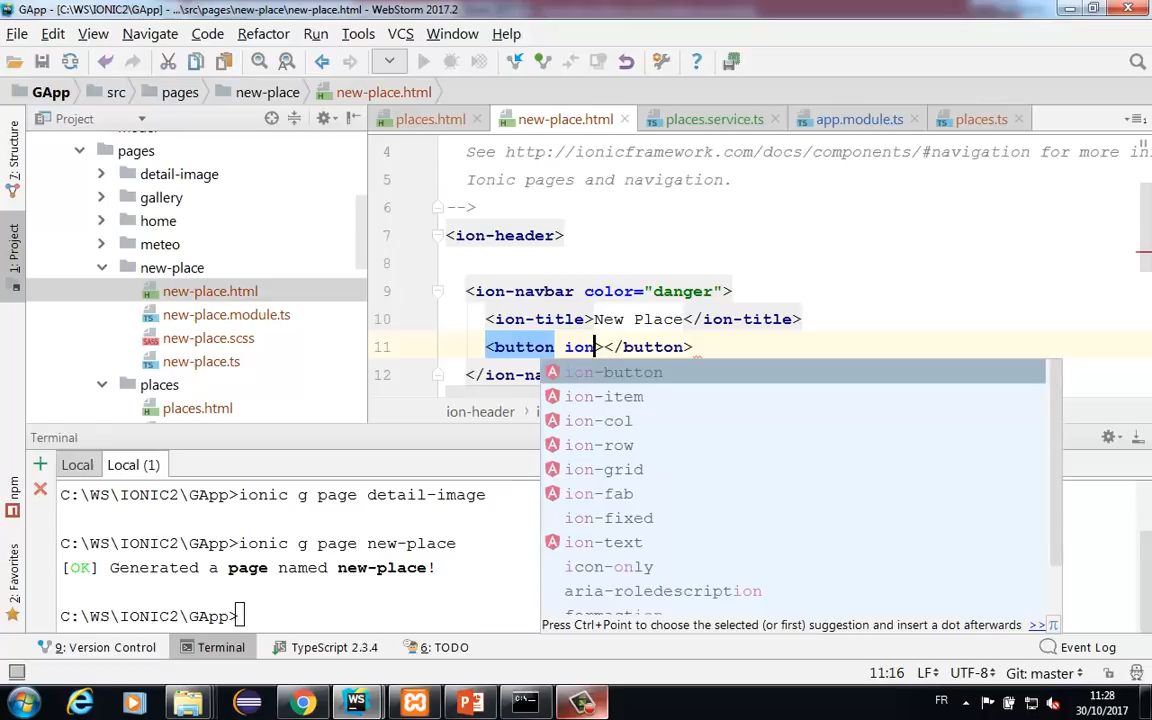 GApp - [C:\WS\IONIC2\GApp] - ...\src\pages\new-place\new-place.html - WebStorm 2017.2
File Edit View Navigate Code Refactor Run Tools VCS Window Help
GApp src pages new-place new-place.html
Project
places.html new-place.html places.service.ts app.module.ts places.ts
7: Structure
1: Project
npm
2: Favorites
pages
detail-image
gallery
home
meteo
new-place
new-place.html
new-place.module.ts
new-place.scss
new-place.ts
places
places.html
4 See http://ionicframework.com/docs/components/#navigation for more in
5 Ionic pages and navigation.
6 -->
7 <ion-header>
8
9 <ion-navbar color="danger">
10 <ion-title>New Place</ion-title>
11 <button ion></button>
12 </ion-na
ion-button
ion-item
ion-col
ion-row
ion-grid
ion-fab
ion-fixed
ion-text
icon-only
aria-roledescription
formaction
Press Ctrl+Point to choose the selected (or first) suggestion and insert a dot afterwards >> π
ion-header
Terminal
Local Local (1)
C:\WS\IONIC2\GApp>ionic g page detail-image
C:\WS\IONIC2\GApp>ionic g page new-place
[OK] Generated a page named new-place!
C:\WS\IONIC2\GApp>
9: Version Control Terminal TypeScript 2.3.4 6: TODO Event Log
11:16 LF UTF-8 Git: master
FR 11:28
30/10/2017